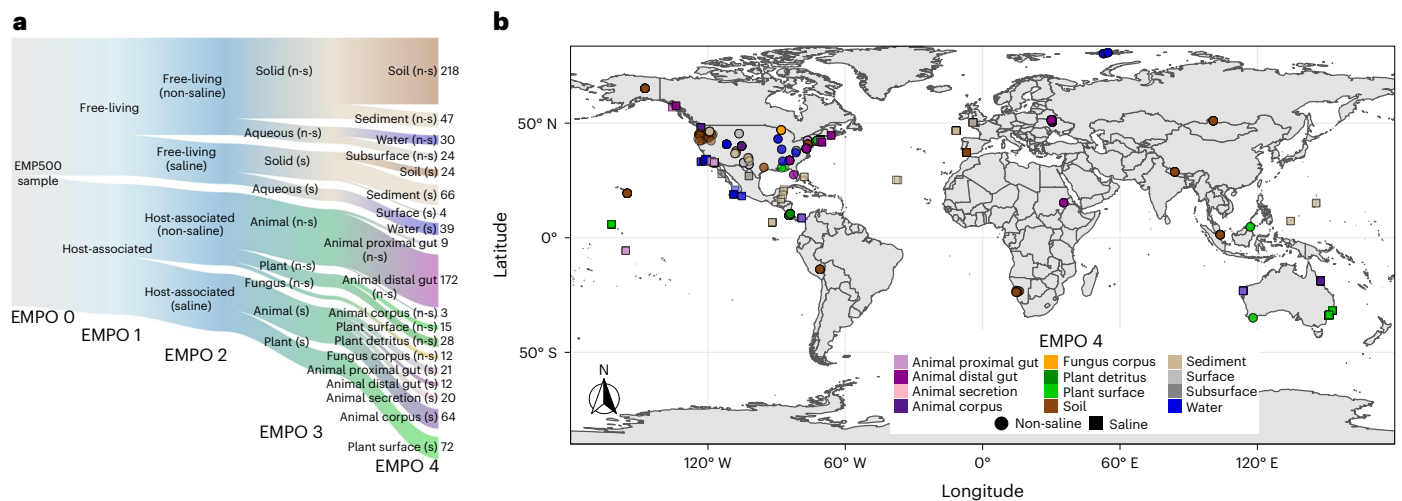 a
EMP500
sample
Free-living
Host-associated
Free-living
(non-saline)
Free-living
(saline)
Host-associated
(non-saline)
Host-associated
(saline)
Solid (n-s)
Aqueous (n-s)
Solid (s)
Aqueous (s)
Animal (n-s)
Plant (n-s)
Fungus (n-s)
Animal (s)
Plant (s)
Soil (n-s) 218
Sediment (n-s) 47
Water (n-s) 30
Subsurface (n-s) 24
Soil (s) 24
Sediment (s) 66
Surface (s) 4
Water (s) 39
Animal proximal gut 9
(n-s)
Animal distal gut 172
(n-s)
Animal corpus (n-s) 3
Plant surface (n-s) 15
Plant detritus (n-s) 28
Fungus corpus (n-s) 12
Animal proximal gut (s) 21
Animal distal gut (s) 12
Animal secretion (s) 20
Animal corpus (s) 64
Plant surface (s) 72
EMPO 0
EMPO 1
EMPO 2
EMPO 3
EMPO 4
b
Latitude
50° N
0°
50° S
N
EMPO 4
Animal proximal gut
Animal distal gut
Animal secretion
Animal corpus
Fungus corpus
Plant detritus
Plant surface
Soil
Sediment
Surface
Subsurface
Water
Non-saline
Saline
120° W
60° W
0°
60° E
120° E
Longitude